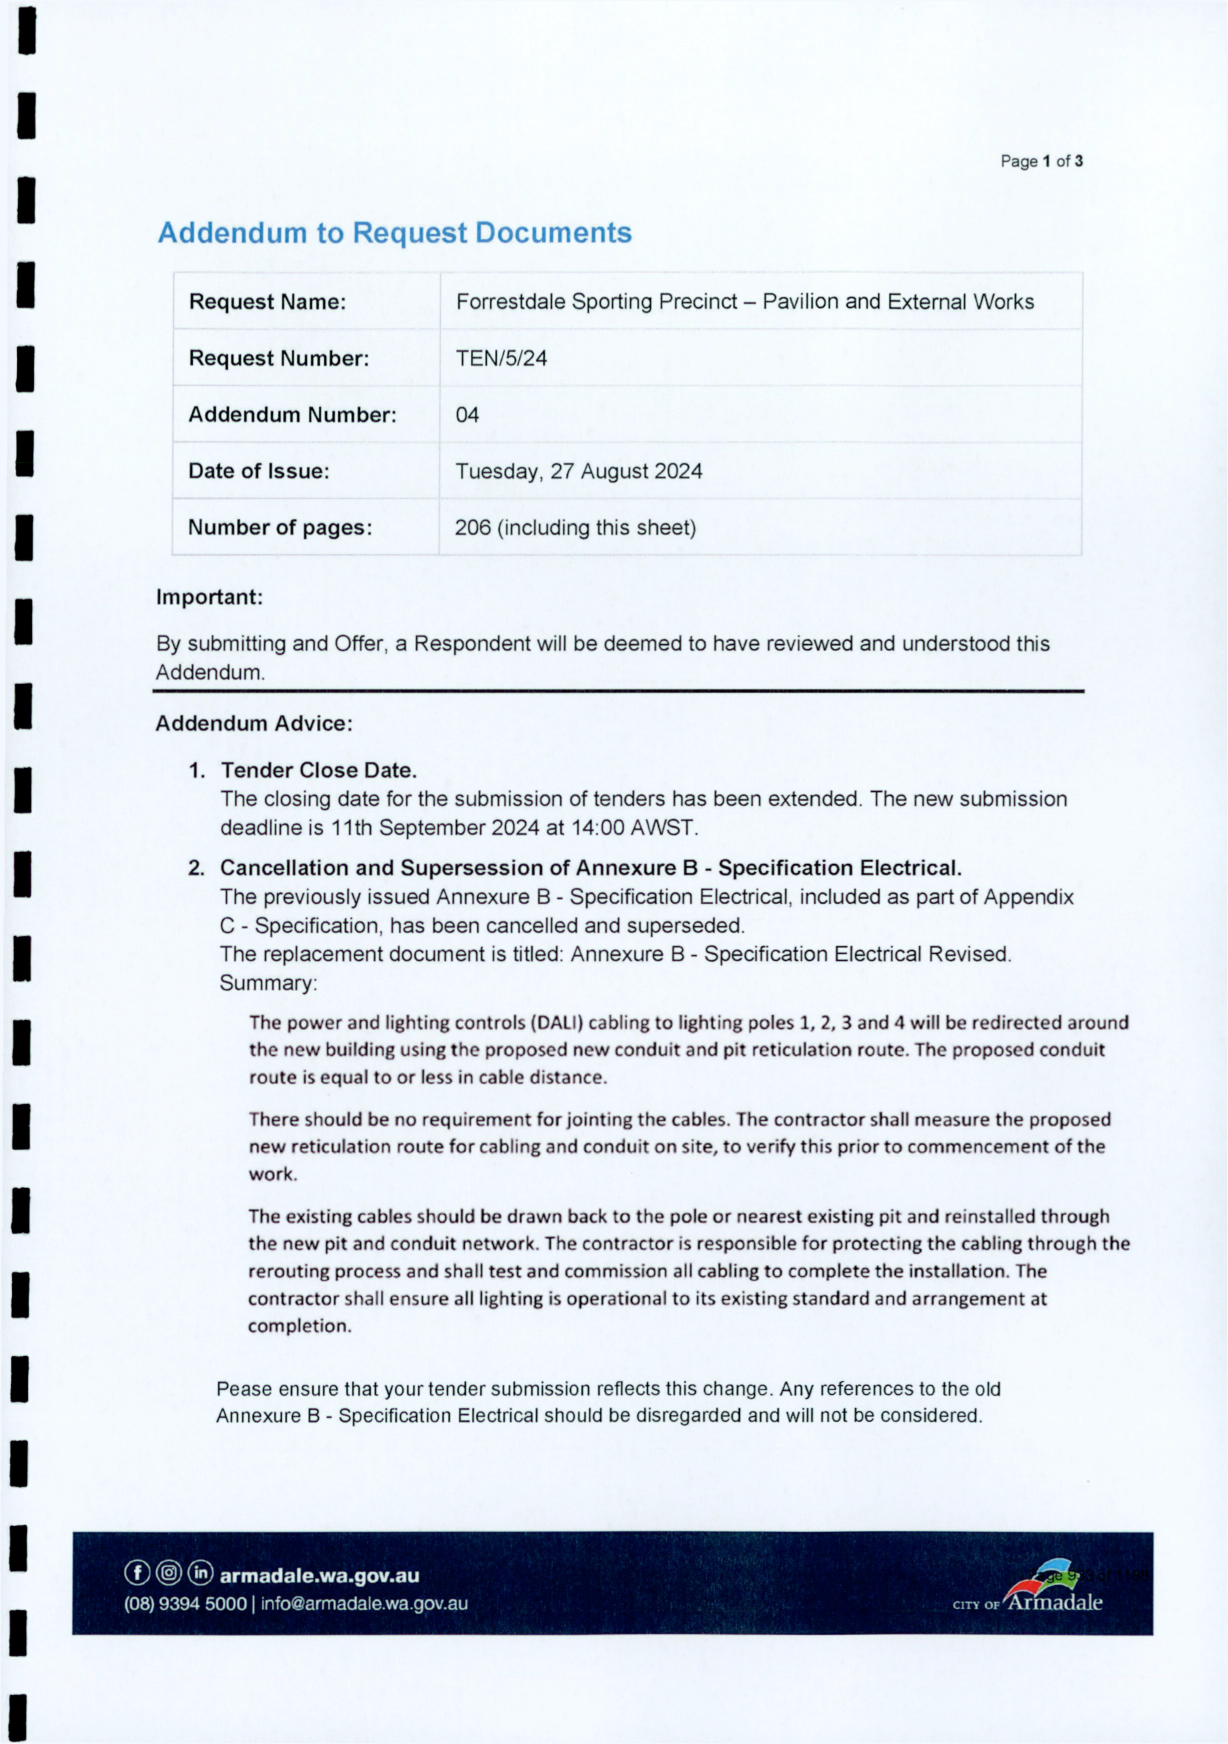 Page 1 of 3
Addendum to Request Documents
Request Name: Forrestdale Sporting Precinct – Pavilion and External Works
Request Number: TEN/5/24
Addendum Number: 04
Date of Issue: Tuesday, 27 August 2024
Number of pages: 206 (including this sheet)
Important:
By submitting and Offer, a Respondent will be deemed to have reviewed and understood this
Addendum.
Addendum Advice:
1. Tender Close Date.
The closing date for the submission of tenders has been extended. The new submission
deadline is 11th September 2024 at 14:00 AWST.
2. Cancellation and Supersession of Annexure B - Specification Electrical.
The previously issued Annexure B - Specification Electrical, included as part of Appendix
C - Specification, has been cancelled and superseded.
The replacement document is titled: Annexure B - Specification Electrical Revised.
Summary:
The power and lighting controls (DALI) cabling to lighting poles 1, 2, 3 and 4 will be redirected around
the new building using the proposed new conduit and pit reticulation route. The proposed conduit
route is equal to or less in cable distance.
There should be no requirement for jointing the cables. The contractor shall measure the proposed
new reticulation route for cabling and conduit on site, to verify this prior to commencement of the
work.
The existing cables should be drawn back to the pole or nearest existing pit and reinstalled through
the new pit and conduit network. The contractor is responsible for protecting the cabling through the
rerouting process and shall test and commission all cabling to complete the installation. The
contractor shall ensure all lighting is operational to its existing standard and arrangement at
completion.
Pease ensure that your tender submission reflects this change. Any references to the old
Annexure B - Specification Electrical should be disregarded and will not be considered.
armadale.wa.gov.au
(08) 9394 5000 | info@armadale.wa.gov.au
CITY OF Armadale